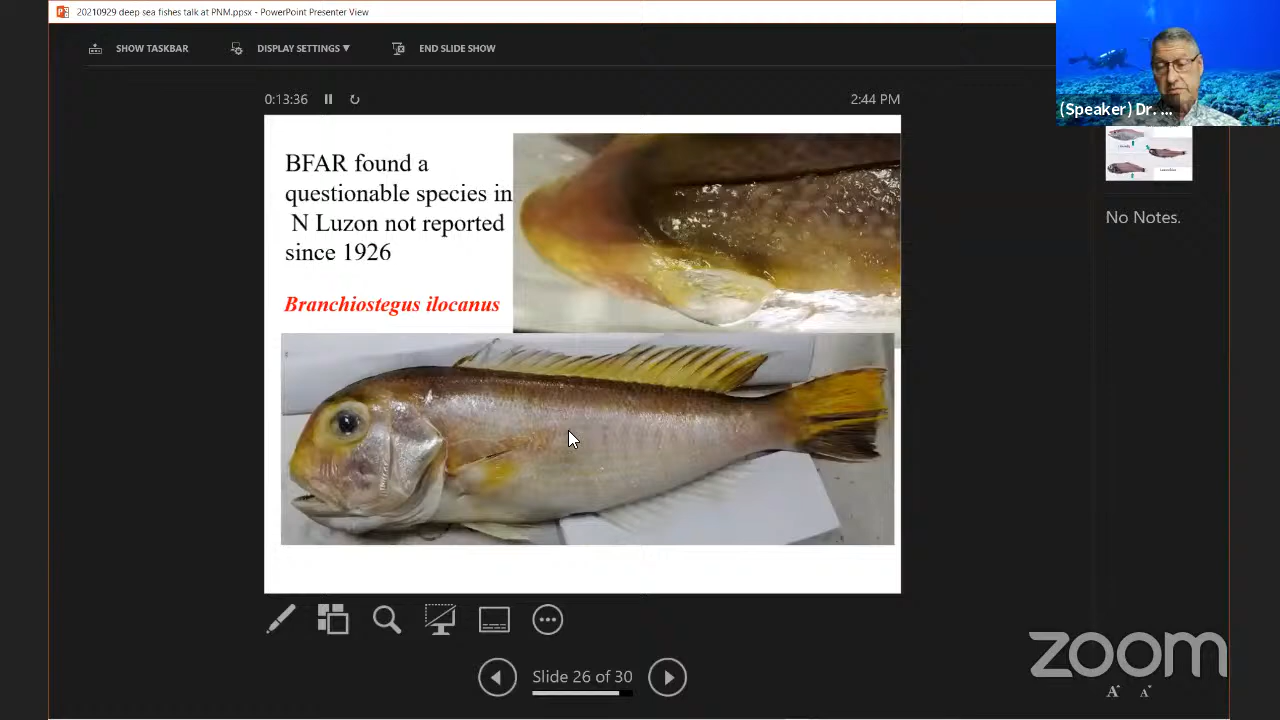 20210929 deep sea fishes talk at PNM.ppsx - PowerPoint Presenter View
SHOW TASKBAR
DISPLAY SETTINGS ▼
END SLIDE SHOW
(Speaker) Dr. ...
0:13:36
2:44 PM
BFAR found a
questionable species in
N Luzon not reported
since 1926
Branchiostegus ilocanus
No Notes.
Slide 26 of 30
zoom
A A